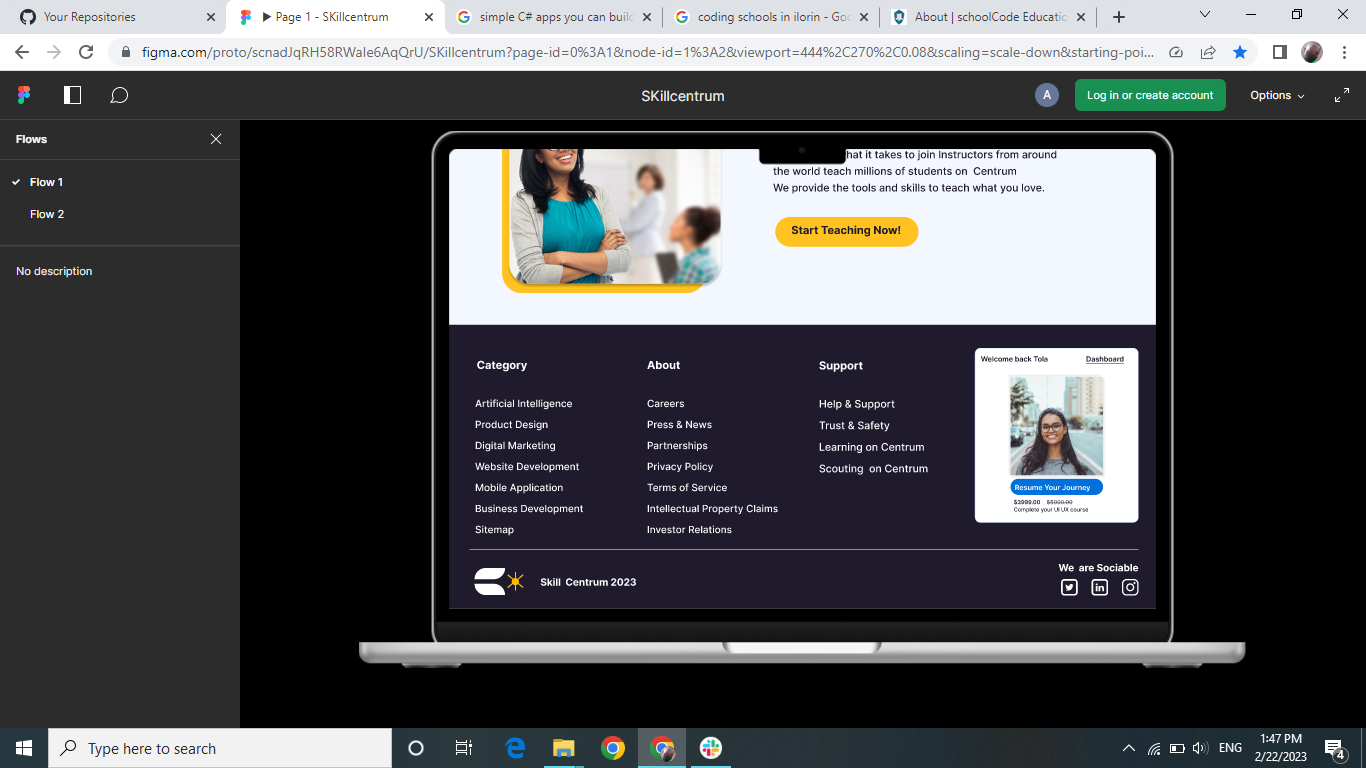 Your Repositories
▶ Page 1 - SKillcentrum
simple C# apps you can build
coding schools in ilorin - Goo
About | schoolCode Educatio
figma.com/proto/scnadJqRH58RWaIe6AqQrU/SKillcentrum?page-id=0%3A1&node-id=1%3A2&viewport=444%2C270%2C0.08&scaling=scale-down&starting-poi...
SKillcentrum
A
Log in or create account
Options
Flows
Flow 1
Flow 2
No description
hat it takes to join Instructors from around
the world teach millions of students on Centrum
We provide the tools and skills to teach what you love.
Start Teaching Now!
Category
Artificial Intelligence
Product Design
Digital Marketing
Website Development
Mobile Application
Business Development
Sitemap
About
Careers
Press & News
Partnerships
Privacy Policy
Terms of Service
Intellectual Property Claims
Investor Relations
Support
Help & Support
Trust & Safety
Learning on Centrum
Scouting on Centrum
Welcome back Tola Dashboard
Resume Your Journey
$3999.00 $5999.00
Complete your UI UX course
Skill Centrum 2023
We are Sociable
in
Type here to search
ENG
1:47 PM
2/22/2023
4